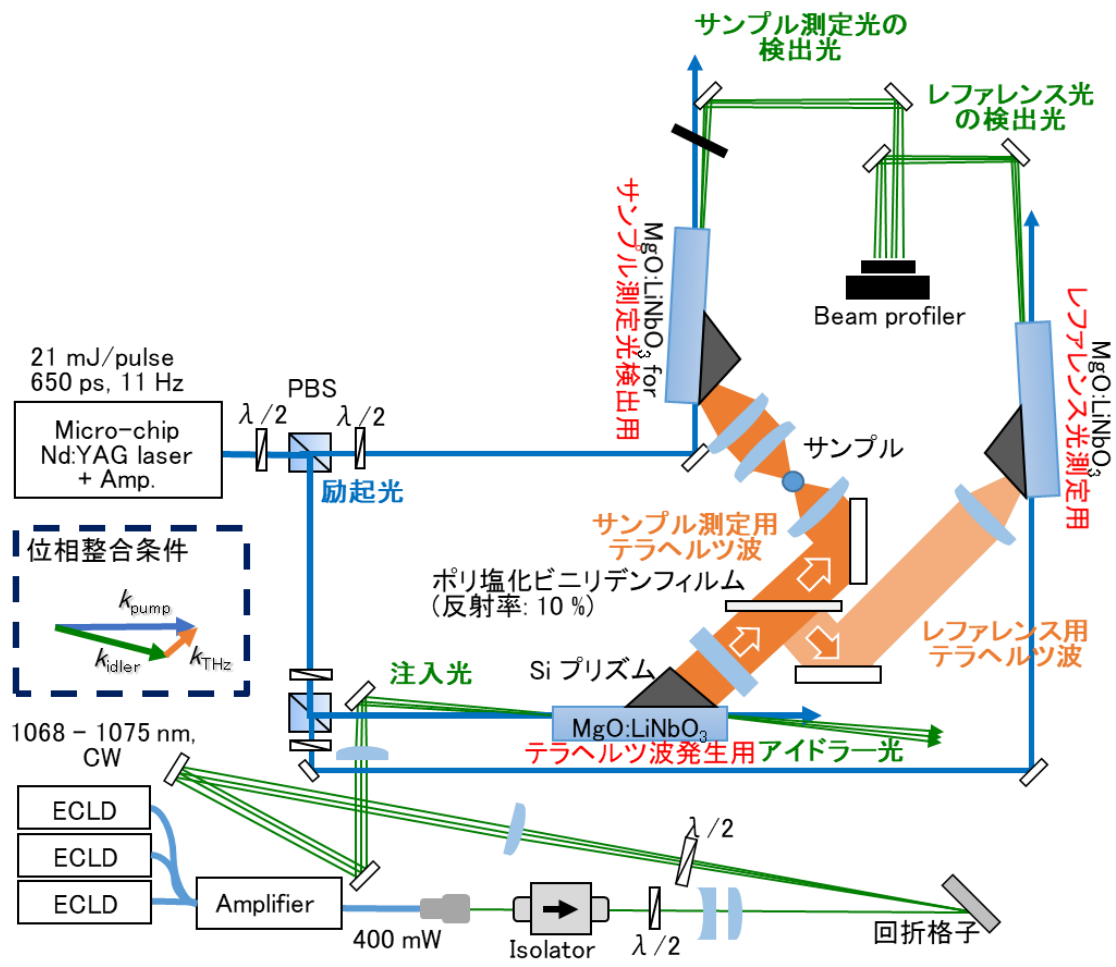 サンプル測定光の
検出光
レファレンス光
の検出光
MgO:LiNbO3 for
サンプル測定光検出用
Beam profiler
MgO:LiNbO3
レファレンス光測定用
21 mJ/pulse
650 ps, 11 Hz
Micro-chip
Nd:YAG laser
+ Amp.
λ/2
PBS
λ/2
励起光
サンプル
サンプル測定用
テラヘルツ波
ポリ塩化ビニリデンフィルム
(反射率: 10 %)
レファレンス用
テラヘルツ波
位相整合条件
kpump
kidler
kTHz
注入光
Si プリズム
MgO:LiNbO3
テラヘルツ波発生用
アイドラー光
1068 – 1075 nm,
CW
ECLD
ECLD
ECLD
Amplifier
400 mW
Isolator
λ/2
λ/2
回折格子